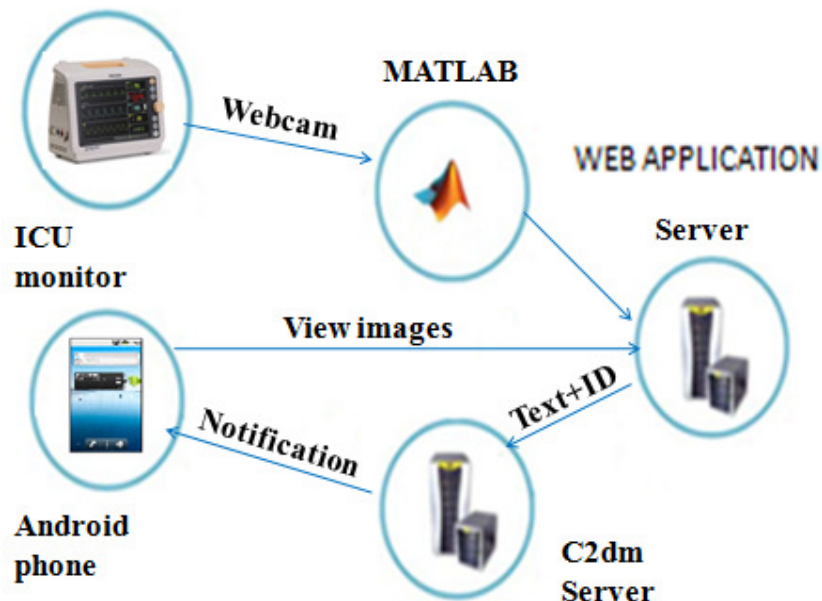 MATLAB
Webcam
WEB APPLICATION
ICU
monitor
Server
View images
Text+ID
Notification
Android
phone
C2dm
Server